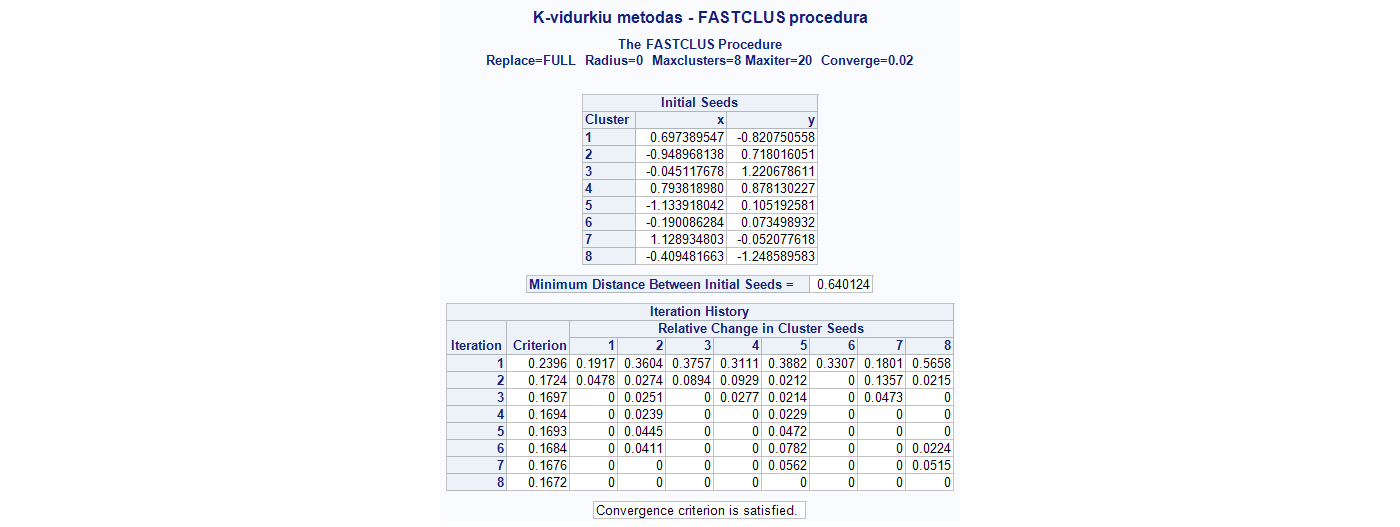 K-vidurkiu metodas - FASTCLUS procedura
The FASTCLUS Procedure
Replace=FULL Radius=0 Maxclusters=8 Maxiter=20 Converge=0.02
Initial Seeds
Cluster x y
1 0.697389547 -0.820750558
2 -0.948968138 0.718016051
3 -0.045117678 1.220678611
4 0.793818980 0.878130227
5 -1.133918042 0.105192581
6 -0.190086284 0.073498932
7 1.128934803 -0.052077618
8 -0.409481663 -1.248589583
Minimum Distance Between Initial Seeds = 0.640124
Iteration History
Relative Change in Cluster Seeds
Iteration Criterion 1 2 3 4 5 6 7 8
1 0.2396 0.1917 0.3604 0.3757 0.3111 0.3882 0.3307 0.1801 0.5658
2 0.1724 0.0478 0.0274 0.0894 0.0929 0.0212 0 0.1357 0.0215
3 0.1697 0 0.0251 0 0.0277 0.0214 0 0.0473 0
4 0.1694 0 0.0239 0 0 0.0229 0 0 0
5 0.1693 0 0.0445 0 0 0.0472 0 0 0
6 0.1684 0 0.0411 0 0 0.0782 0 0 0.0224
7 0.1676 0 0 0 0 0.0562 0 0 0.0515
8 0.1672 0 0 0 0 0 0 0 0
Convergence criterion is satisfied.